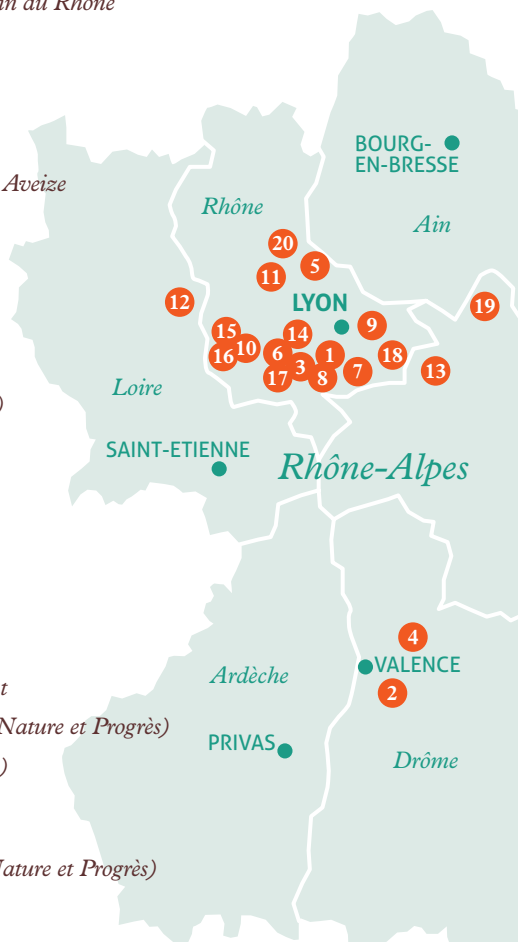 in du Rhône
BOURG-
EN-BRESSE
Aveize
Rhône
Ain
20
5
11
LYON
12
19
9
15
14
10
16
6
1
18
3
7
13
17
8
Loire
)
SAINT-ETIENNE
Rhône-Alpes
4
VALENCE
Ardèche
t
2
Nature et Progrès)
PRIVAS
Drôme
)
Nature et Progrès)